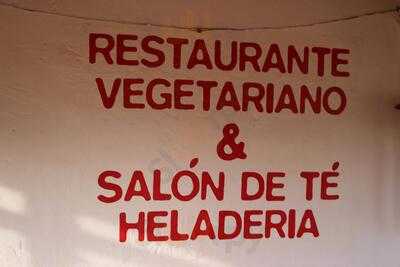 RESTAURANTE
VEGETARIANO
&
SALÓN DE TÉ
HELADERIA